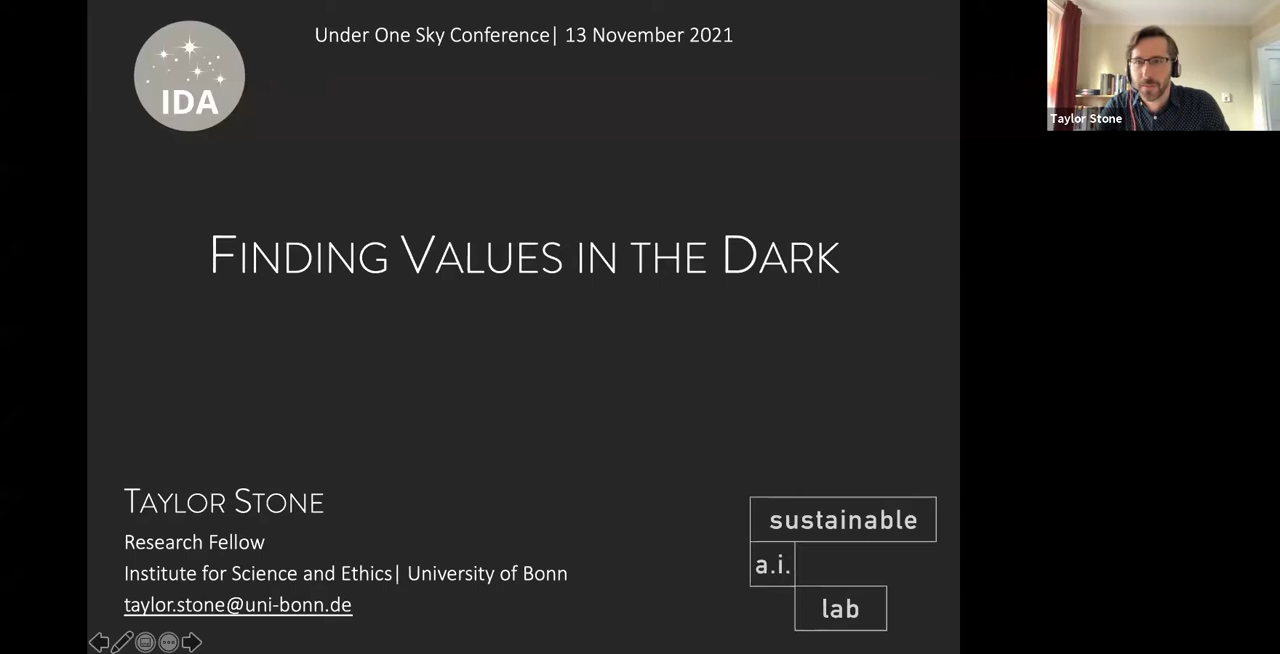 Under One Sky Conference| 13 November 2021
IDA
Taylor Stone
Finding Values in the Dark
Taylor Stone
Research Fellow
Institute for Science and Ethics| University of Bonn
taylor.stone@uni-bonn.de
sustainable
a.i.
lab